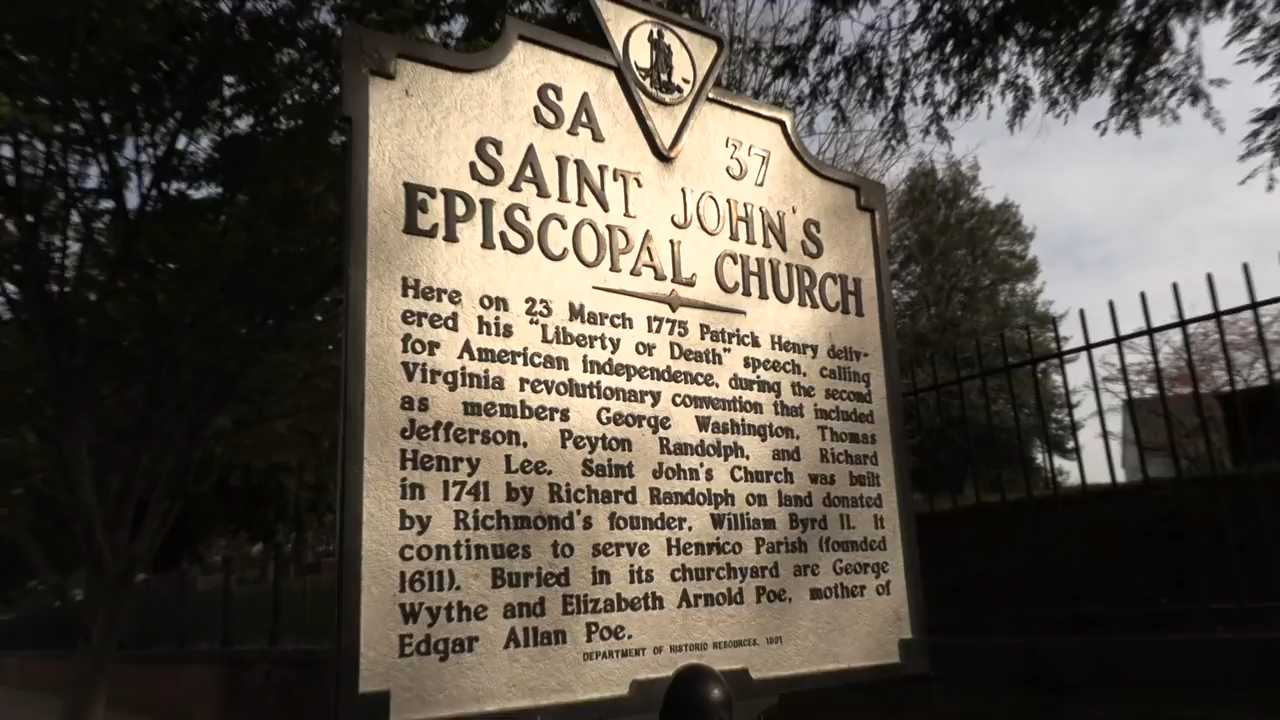 SA 37
SAINT JOHN'S
EPISCOPAL CHURCH
Here on 23 March 1775 Patrick Henry deliv-
ered his "Liberty or Death" speech, calling
for American independence, during the second
Virginia revolutionary convention that included
as members George Washington, Thomas
Jefferson, Peyton Randolph, and Richard
Henry Lee. Saint John's Church was built
in 1741 by Richard Randolph on land donated
by Richmond's founder, William Byrd II. It
continues to serve Henrico Parish (founded
1611). Buried in its churchyard are George
Wythe and Elizabeth Arnold Poe, mother of
Edgar Allan Poe.
DEPARTMENT OF HISTORIC RESOURCES, 1991